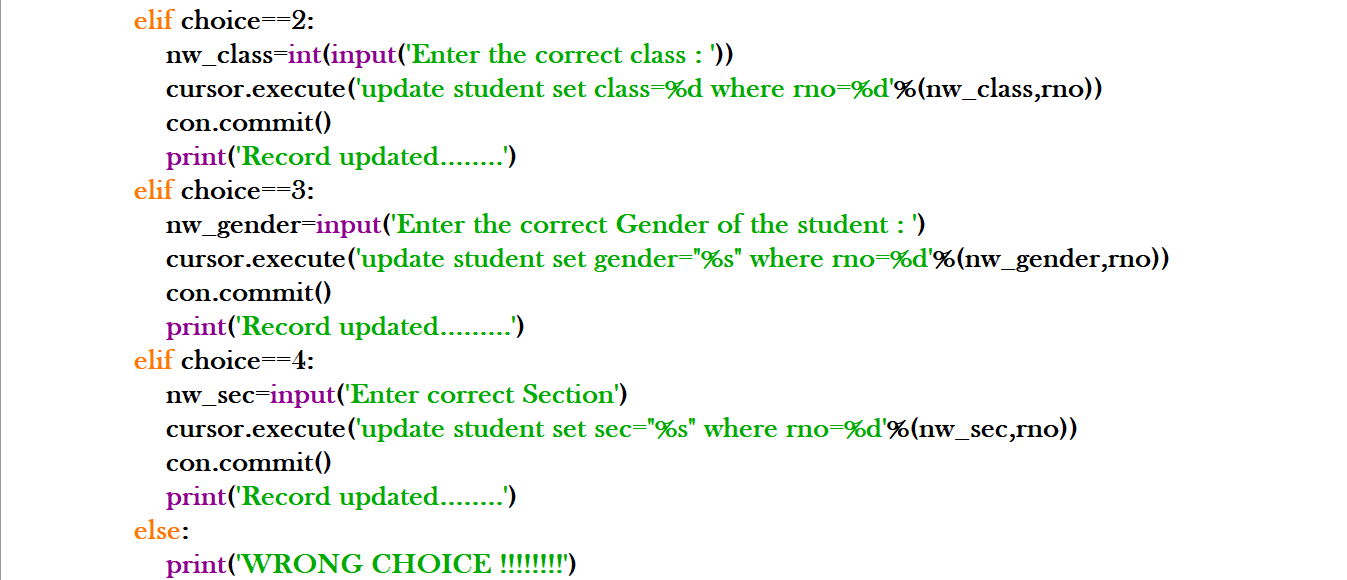 elif choice==2:
nw_class=int(input('Enter the correct class : '))
cursor.execute('update student set class=%d where rno=%d'%(nw_class,rno))
con.commit()
print('Record updated........')
elif choice==3:
nw_gender=input('Enter the correct Gender of the student : ')
cursor.execute('update student set gender="%s" where rno=%d'%(nw_gender,rno))
con.commit()
print('Record updated.........')
elif choice==4:
nw_sec=input('Enter correct Section')
cursor.execute('update student set sec="%s" where rno=%d'%(nw_sec,rno))
con.commit()
print('Record updated........')
else:
print('WRONG CHOICE !!!!!!!!')